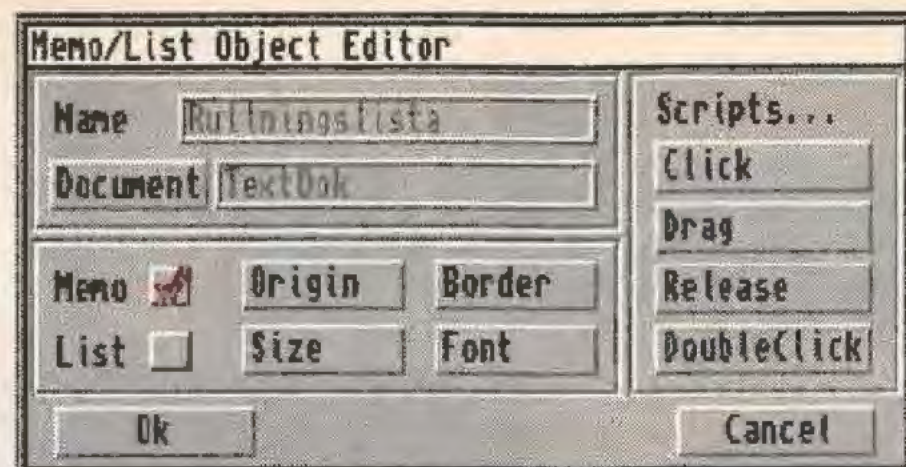 Memo/List Object Editor
Name Rullningslista
Document TextDok
Memo Origin Border
List Size Font
Scripts...
Click
Drag
Release
DoubleClick
Ok Cancel